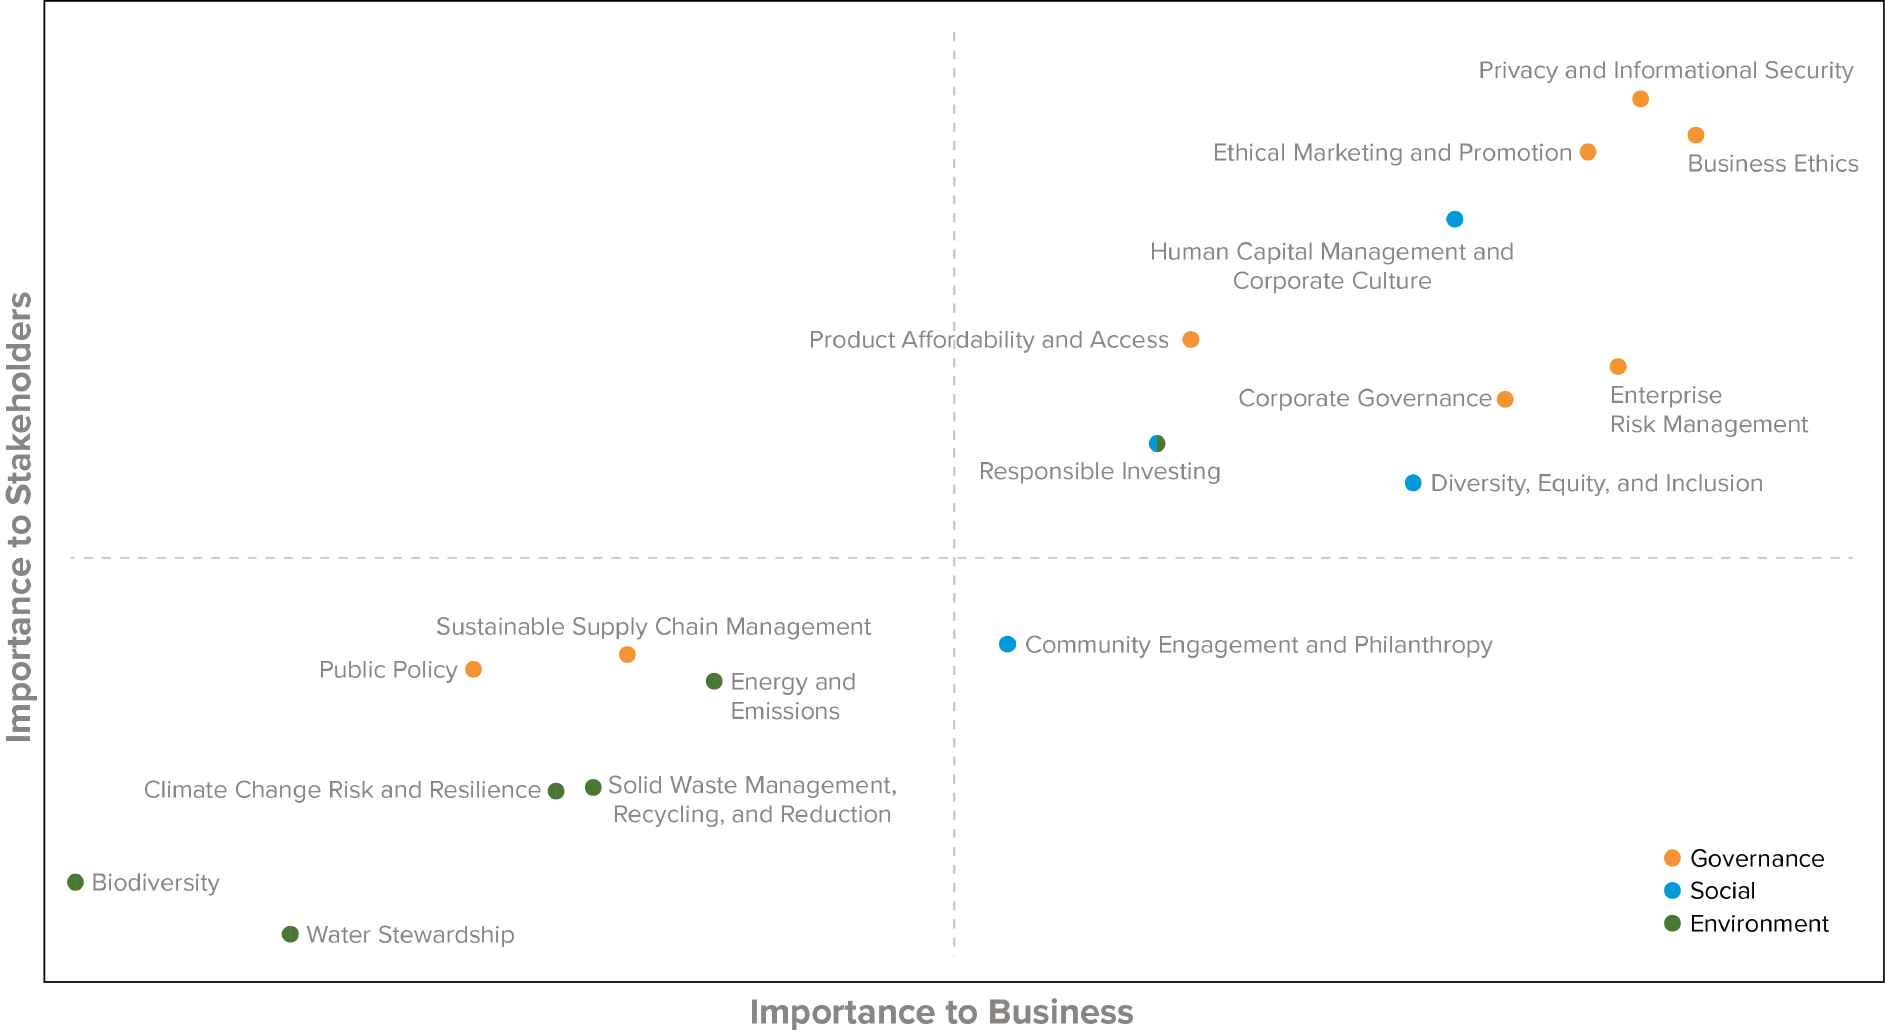 Privacy and Informational Security
Ethical Marketing and Promotion
Business Ethics
Human Capital Management and
Corporate Culture
Product Affordability and Access
Corporate Governance
Enterprise
Risk Management
Responsible Investing
Diversity, Equity, and Inclusion
Importance to Stakeholders
Sustainable Supply Chain Management
Public Policy
Community Engagement and Philanthropy
Energy and
Emissions
Climate Change Risk and Resilience
Solid Waste Management,
Recycling, and Reduction
Biodiversity
Water Stewardship
Governance
Social
Environment
Importance to Business